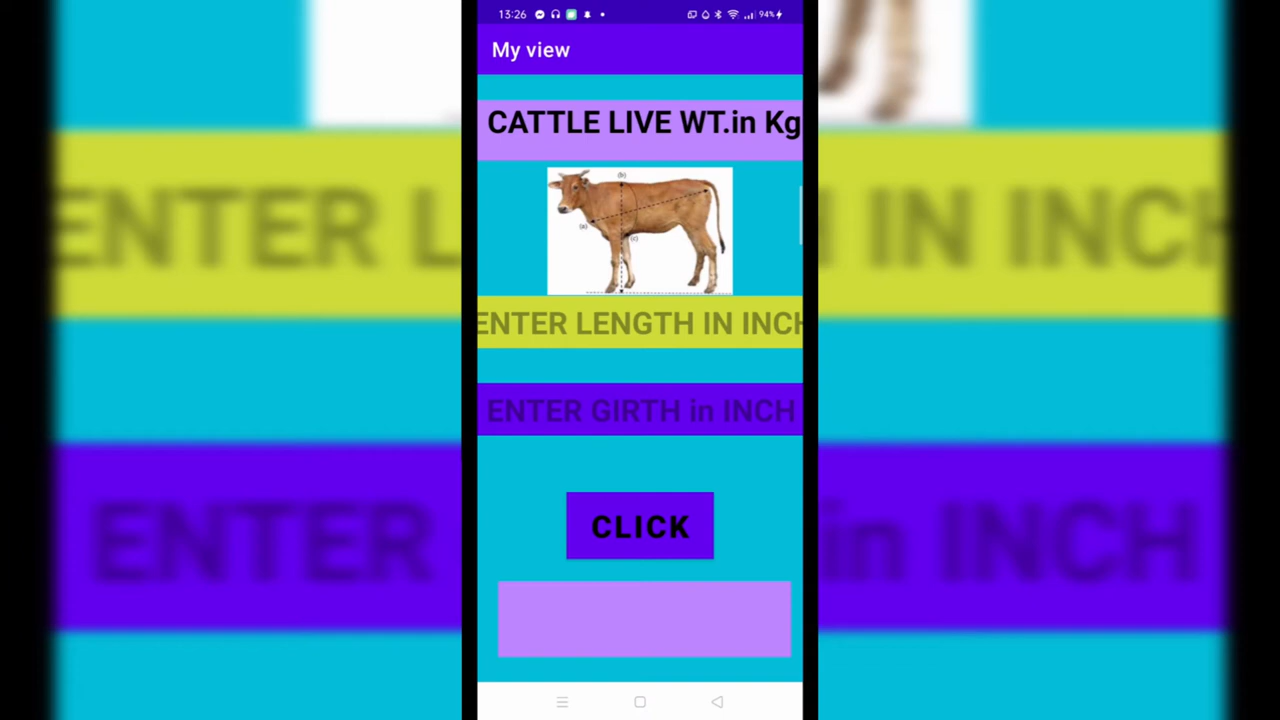 13:26 94%
My view
CATTLE LIVE WT.in Kg
(b)
(a)
(c)
ENTER LENGTH IN INCH
ENTER GIRTH in INCH
CLICK